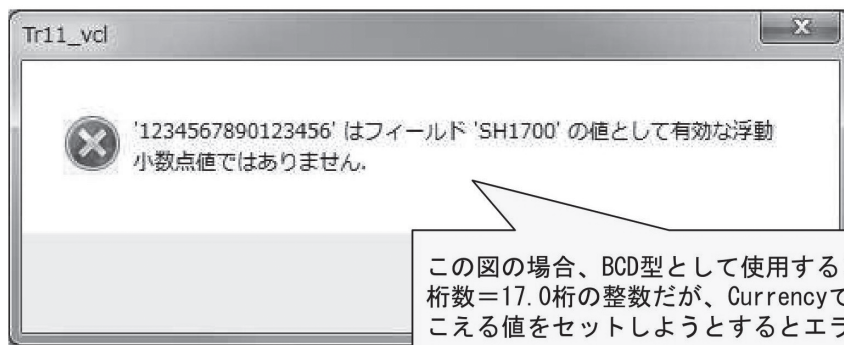 Tr11_vcl
'1234567890123456' はフィールド 'SH1700' の値として有効な浮動
小数点値ではありません.
この図の場合、BCD型として使用する
桁数＝17.0桁の整数だが、Currencyで
こえる値をセットしようとするとエラ